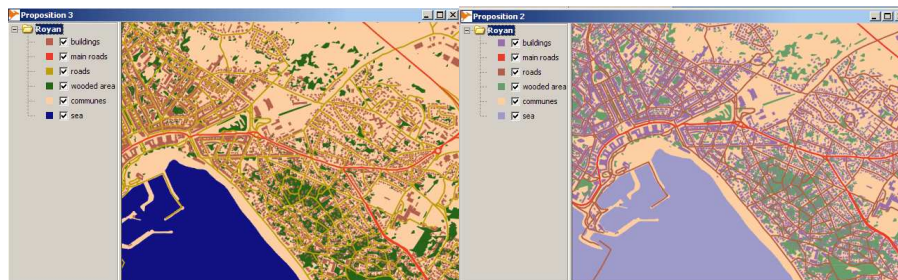 Proposition 3
Royan
buildings
main roads
roads
wooded area
communes
sea
Proposition 2
Royan
buildings
main roads
roads
wooded area
communes
sea